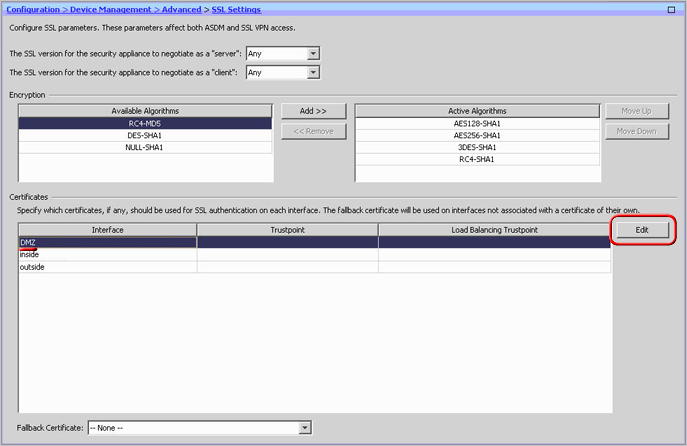 Configuration > Device Management > Advanced > SSL Settings
Configure SSL parameters. These parameters affect both ASDM and SSL VPN access.
The SSL version for the security appliance to negotiate as a "server": Any
The SSL version for the security appliance to negotiate as a "client": Any
Encryption
Available Algorithms
RC4-MD5
DES-SHA1
NULL-SHA1
Add >>
<< Remove
Active Algorithms
AES128-SHA1
AES256-SHA1
3DES-SHA1
RC4-SHA1
Move Up
Move Down
Certificates
Specify which certificates, if any, should be used for SSL authentication on each interface. The fallback certificate will be used on interfaces not associated with a certificate of their own.
Interface Trustpoint Load Balancing Trustpoint
DMZ
inside
outside
Edit
Fallback Certificate: -- None --